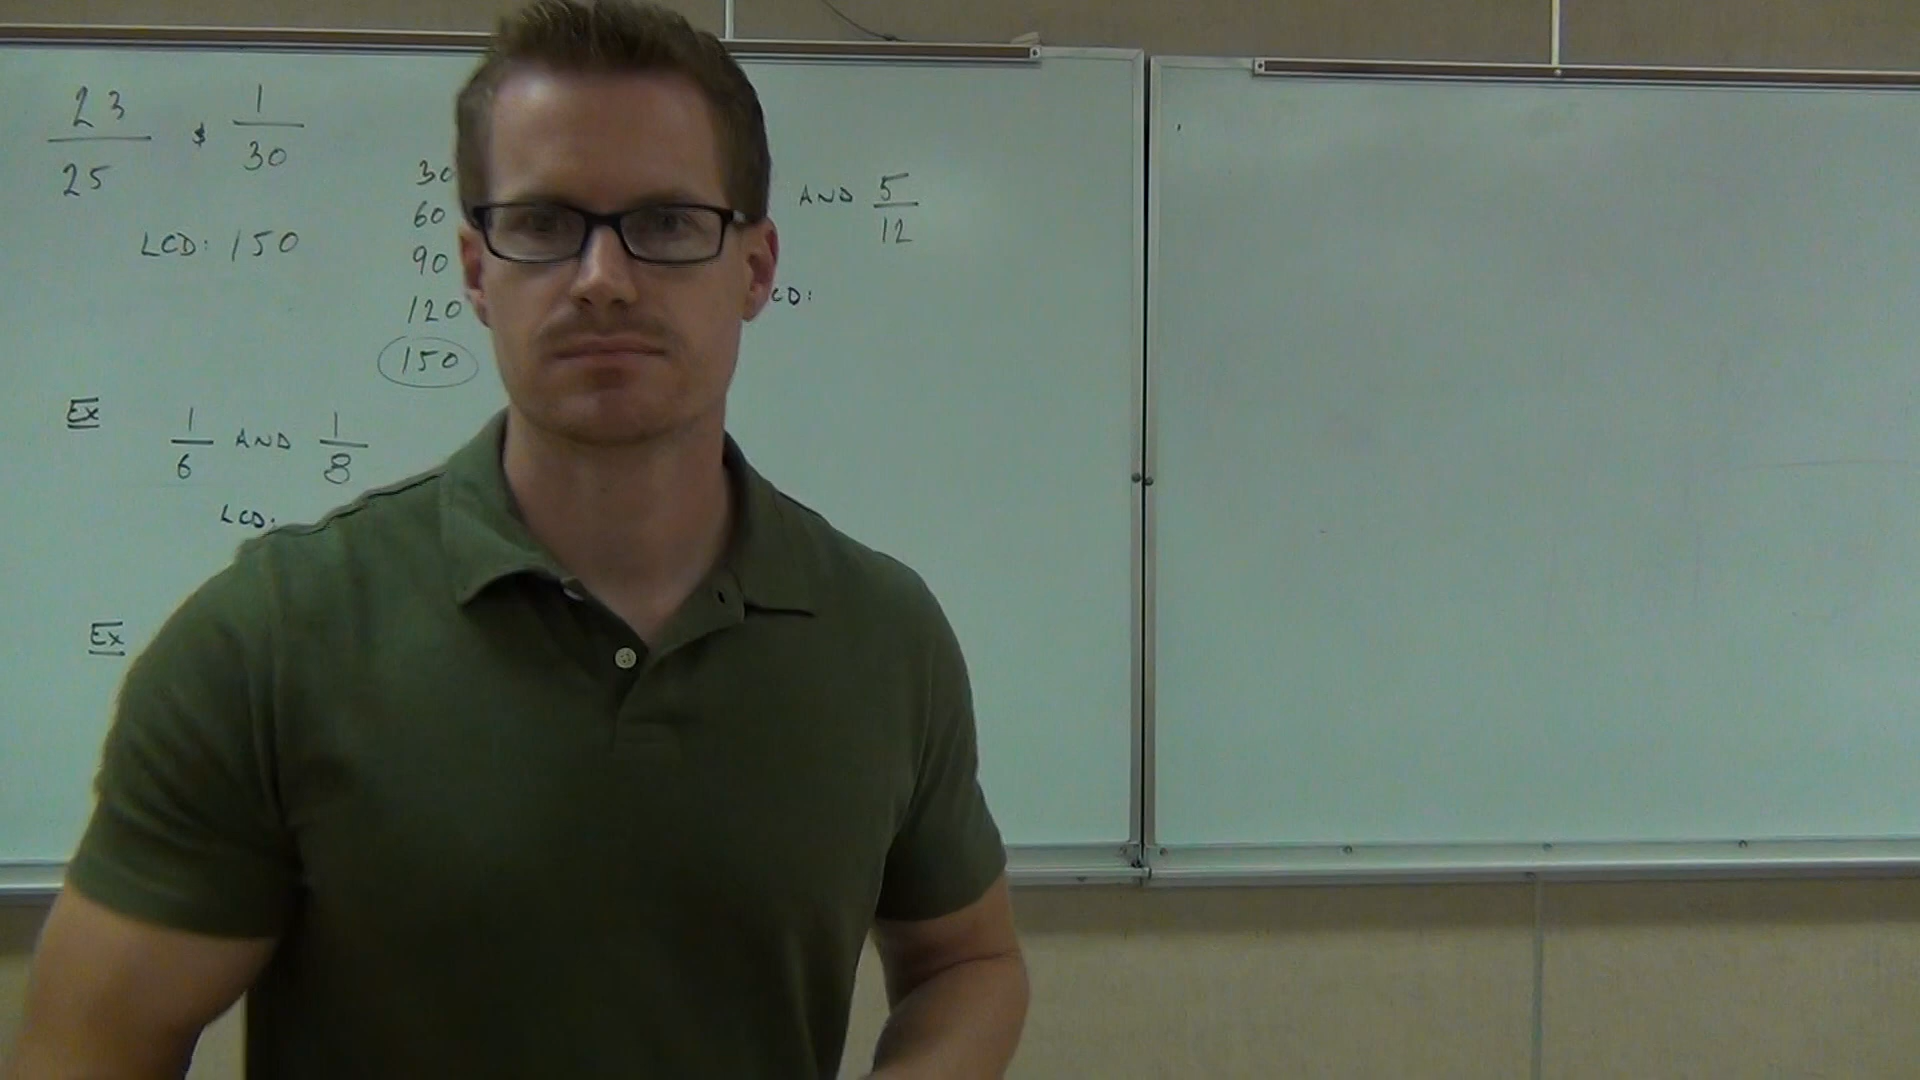 23/25 & 1/30
LCD: 150
30
60
90
120
150
Ex 1/6 AND 1/8
LCD:
Ex
AND 5/12
CD: